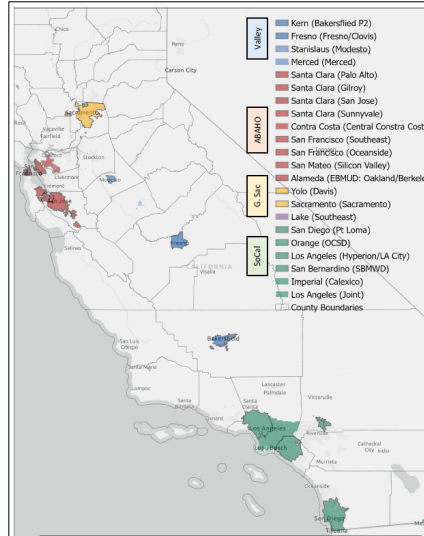 Valley
ABAHO
G. Sac
SoCal
Kern (Bakersflied P2)
Fresno (Fresno/Clovis)
Stanislaus (Modesto)
Merced (Merced)
Santa Clara (Palo Alto)
Santa Clara (Gilroy)
Santa Clara (San Jose)
Santa Clara (Sunnyvale)
Contra Costa (Central Constra Cost
San Francisco (Southeast)
San Francisco (Oceanside)
San Mateo (Silicon Valley)
Alameda (EBMUD: Oakland/Berkele
Yolo (Davis)
Sacramento (Sacramento)
Lake (Southeast)
San Diego (Pt Loma)
Orange (OCSD)
Los Angeles (Hyperion/LA City)
San Bernardino (SBMWD)
Imperial (Calexico)
Los Angeles (Joint)
County Boundaries
Chico
Reno
Carson City
Sacramento
Vacaville
Fairfield
Stockton
Livermore
Fremont
San Jose
Modesto
Salinas
Fresno
CALIFORNIA
Visalia
San Luis
Obispo
Bakersfield
Santa Maria
Lompoc
Santa
Barbara
Oxnard
Santa
Clarita
Lancaster
Palmdale
Victorville
Los Angeles
Long Beach
Riverside
Cathedral
City
Indio
Murrieta
Oceanside
San Diego
Tijuana